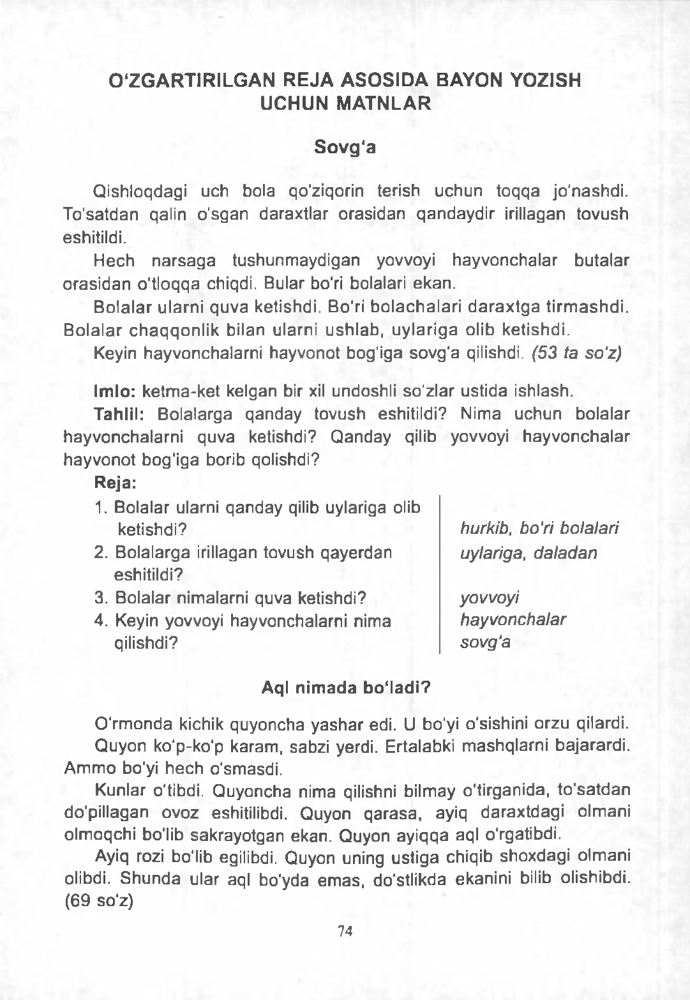 O‘ZGARTIRILGAN REJA ASOSIDA BAYON YOZISH
UCHUN MATNLAR
Sovg‘a
Qishloqdagi uch bola qo‘ziqorin terish uchun toqqa jo‘nashdi.
To‘satdan qalin o‘sgan daraxtlar orasidan qandaydir irillagan tovush
eshitildi.
Hech narsaga tushunmaydigan yovvoyi hayvonchalar butalar
orasidan o‘tloqqa chiqdi. Bular bo‘ri bolalari ekan.
Bolalar ularni quva ketishdi. Bo‘ri bolachalari daraxtga tirmashdi.
Bolalar chaqqonlik bilan ularni ushlab, uylariga olib ketishdi.
Keyin hayvonchalarni hayvonot bog‘iga sovg‘a qilishdi. (53 ta so‘z)
Imlo: ketma-ket kelgan bir xil undoshli so‘zlar ustida ishlash.
Tahlil: Bolalarga qanday tovush eshitildi? Nima uchun bolalar
hayvonchalarni quva ketishdi? Qanday qilib yovvoyi hayvonchalar
hayvonot bog‘iga borib qolishdi?
Reja:
1. Bolalar ularni qanday qilib uylariga olib
ketishdi? hurkib, bo‘ri bolalari
2. Bolalarga irillagan tovush qayerdan uylariga, daladan
eshitildi?
3. Bolalar nimalarni quva ketishdi? yovvoyi
4. Keyin yovvoyi hayvonchalarni nima hayvonchalar
qilishdi? sovg‘a
Aql nimada bo‘ladi?
O‘rmonda kichik quyoncha yashar edi. U bo‘yi o‘sishini orzu qilardi.
Quyon ko‘p-ko‘p karam, sabzi yerdi. Ertalabki mashqlarni bajarardi.
Ammo bo‘yi hech o‘smasdi.
Kunlar o‘tibdi. Quyoncha nima qilishni bilmay o‘tirganida, to‘satdan
do‘pillagan ovoz eshitilibdi. Quyon qarasa, ayiq daraxtdagi olmani
olmoqchi bo‘lib sakrayotgan ekan. Quyon ayiqqa aql o‘rgatibdi.
Ayiq rozi bo‘lib egilibdi. Quyon uning ustiga chiqib shoxdagi olmani
olibdi. Shunda ular aql bo‘yda emas, do‘stlikda ekanini bilib olishibdi.
(69 so‘z)
74